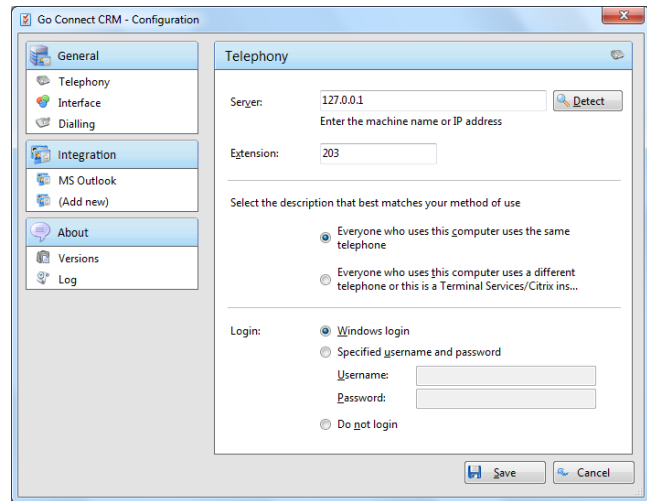 Go Connect CRM - Configuration
General
Telephony
Interface
Dialling
Integration
MS Outlook
(Add new)
About
Versions
Log
Telephony
Server:
127.0.0.1
Detect
Enter the machine name or IP address
Extension:
203
Select the description that best matches your method of use
Everyone who uses this computer uses the same
telephone
Everyone who uses this computer uses a different
telephone or this is a Terminal Services/Citrix ins...
Login:
Windows login
Specified username and password
Username:
Password:
Do not login
Save
Cancel